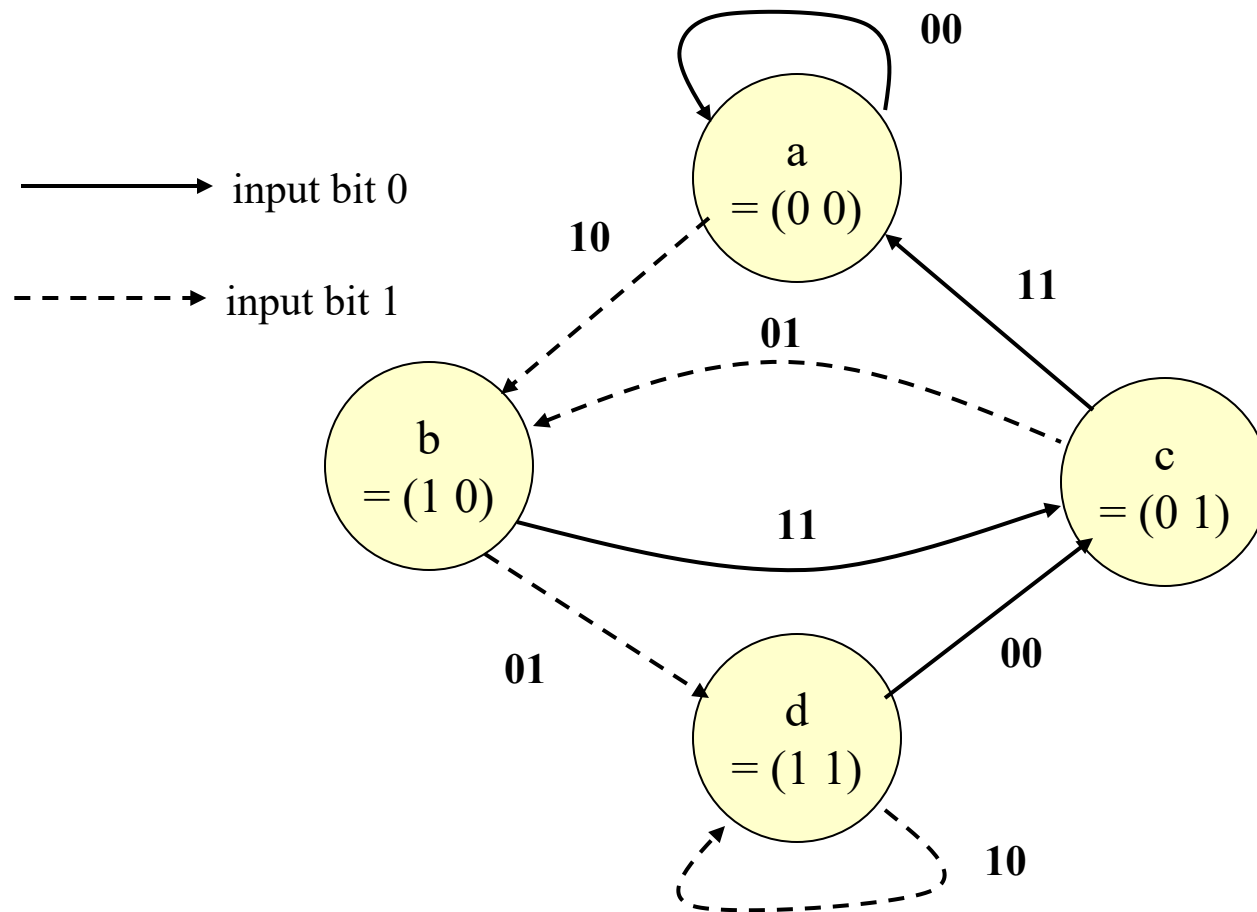 00
a
= (0 0)
input bit 0
10
11
input bit 1
01
b
= (1 0)
c
= (0 1)
11
01
00
d
= (1 1)
10